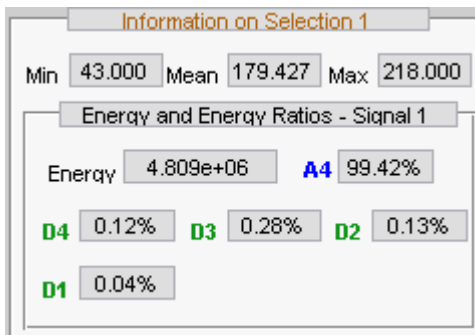 Information on Selection 1
Min 43.000 Mean 179.427 Max 218.000
Energy and Energy Ratios - Signal 1
Energy 4.809e+06 A4 99.42%
D4 0.12% D3 0.28% D2 0.13%
D1 0.04%